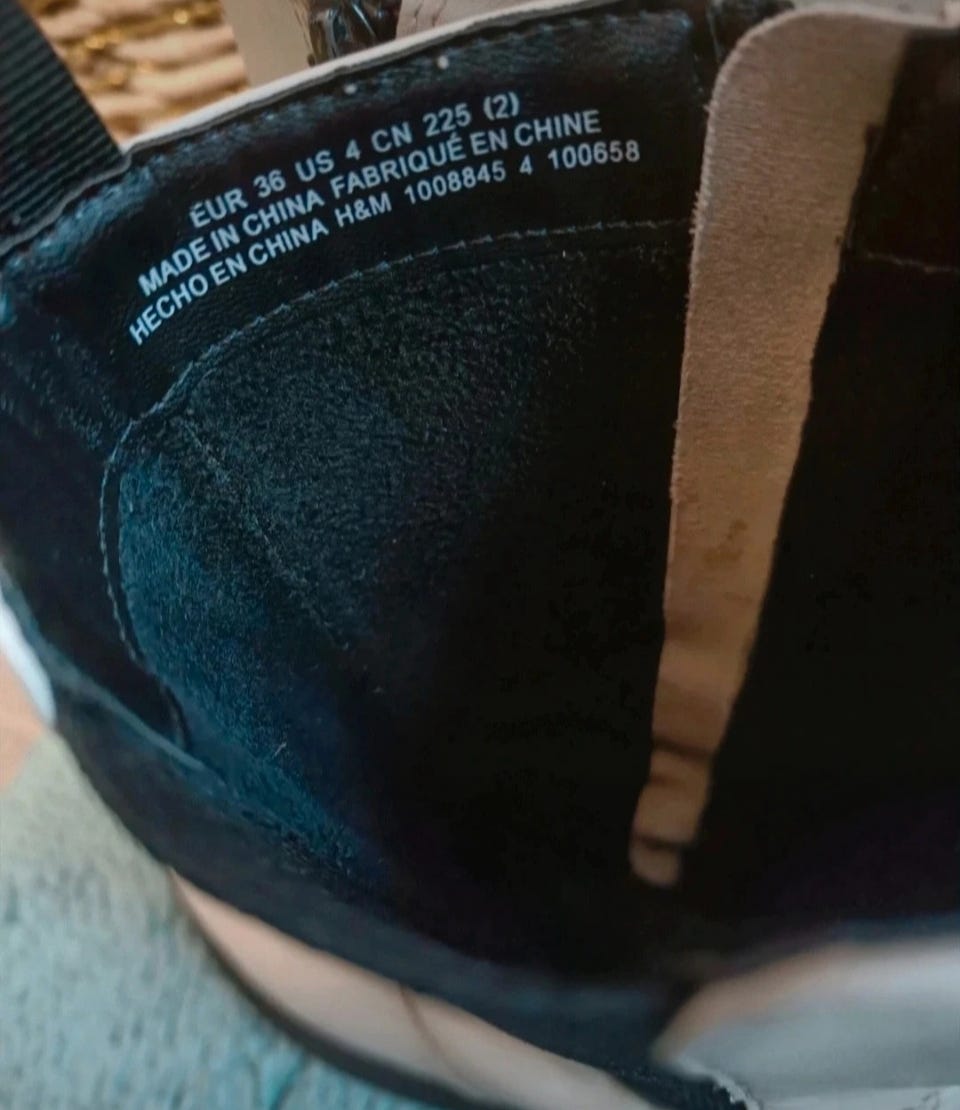 EUR 36 US 4 CN 225 (2)
MADE IN CHINA FABRIQUÉ EN CHINE
HECHO EN CHINA H&M 1008845 4 100658